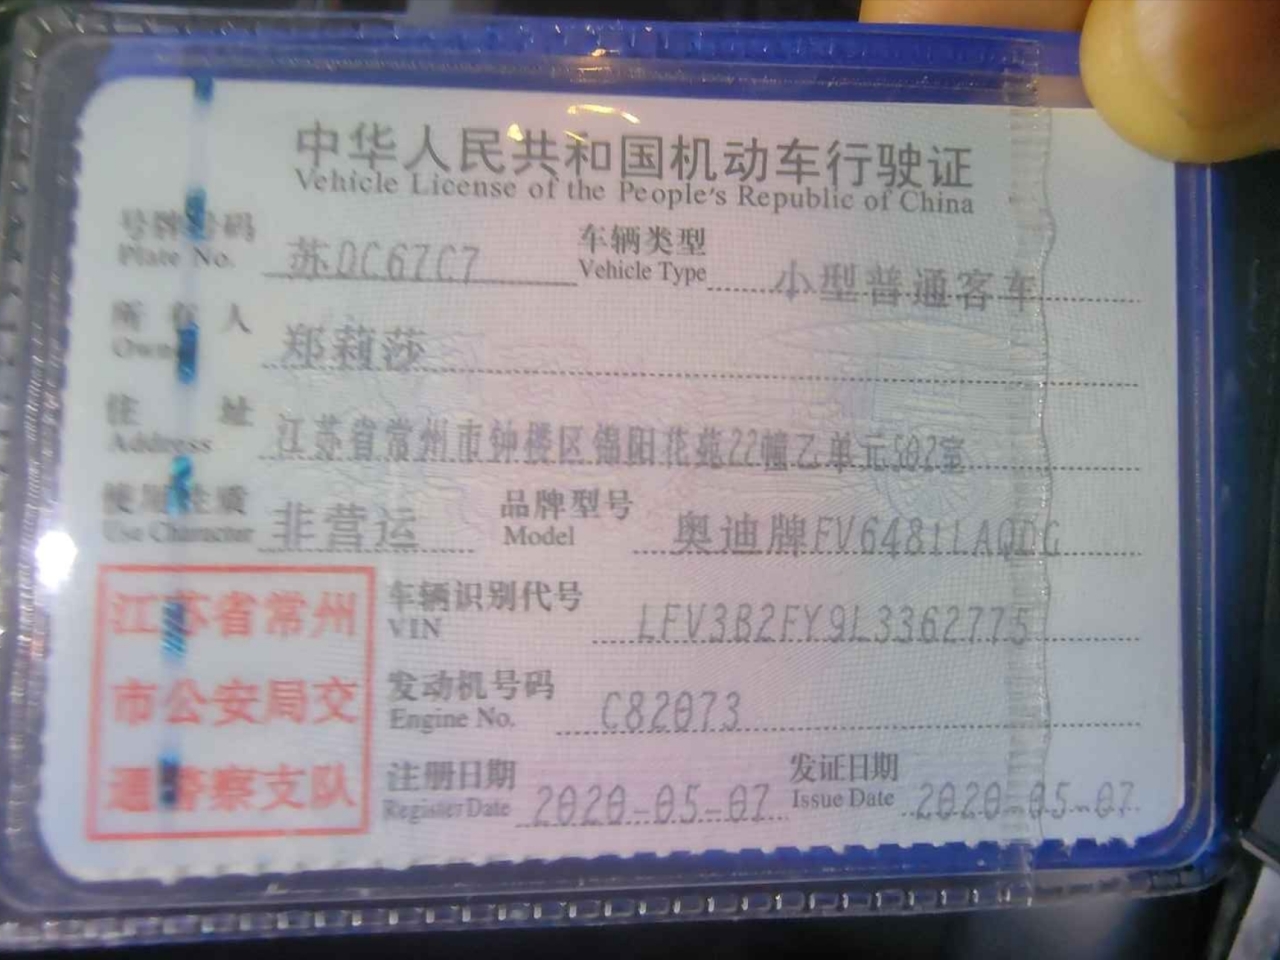 中华人民共和国机动车行驶证
Vehicle License of the People's Republic of China
号牌号码 苏DC67C7 车辆类型 小型普通客车
Plate No. Vehicle Type
所有人 郑莉莎
Owner
住址 江苏省常州市钟楼区锦阳花苑22幢乙单元502室
Address
使用性质 非营运 品牌型号 奥迪牌FV6481LAQDG
Use Character Model
江苏省常州
市公安局交
通警察支队
车辆识别代号 LFV3B2FY9L3362775
VIN
发动机号码 C82073
Engine No.
注册日期 2020-05-07 发证日期 2020-05-07
Register Date Issue Date